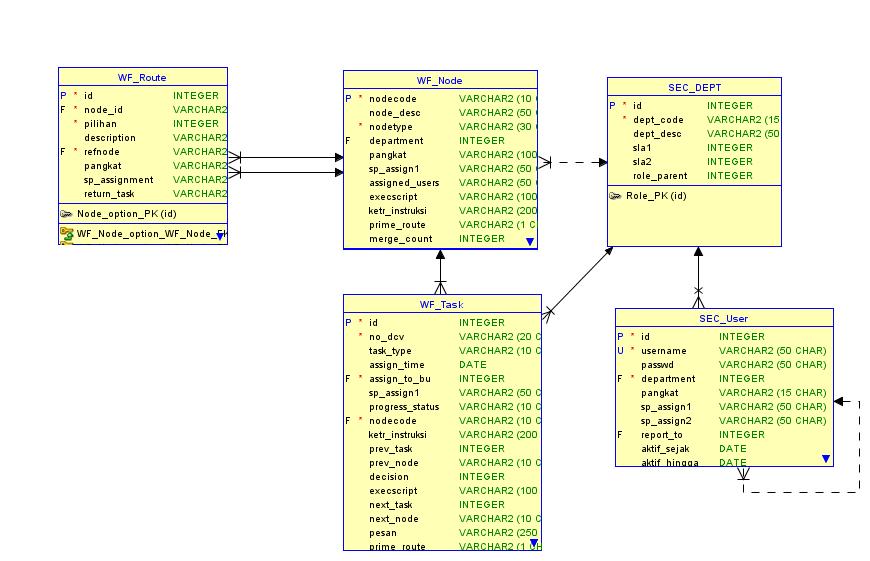 WF_Route
P * id INTEGER
F * node_id VARCHAR2
* pilihan INTEGER
description VARCHAR2
F * refnode VARCHAR2
pangkat VARCHAR2
sp_assignment VARCHAR2
return_task VARCHAR2
Node_option_PK (id)
WF_Node_option_WF_Node_
WF_Node
P * nodecode VARCHAR2 (10
node_desc VARCHAR2 (50
* nodetype VARCHAR2 (30
F department INTEGER
pangkat VARCHAR2 (100
sp_assign1 VARCHAR2 (50
assigned_users VARCHAR2 (50
execscript VARCHAR2 (100
ketr_instruksi VARCHAR2 (200
prime_route VARCHAR2 (1 C
merge_count INTEGER
SEC_DEPT
P * id INTEGER
* dept_code VARCHAR2 (15
dept_desc VARCHAR2 (50
sla1 INTEGER
sla2 INTEGER
role_parent INTEGER
Role_PK (id)
WF_Task
P * id INTEGER
* no_dcv VARCHAR2 (20 C
task_type VARCHAR2 (10 C
assign_time DATE
F * assign_to_bu INTEGER
sp_assign1 VARCHAR2 (50 C
progress_status VARCHAR2 (10 C
F * nodecode VARCHAR2 (10 C
ketr_instruksi VARCHAR2 (200
prev_task INTEGER
prev_node VARCHAR2 (10 C
decision INTEGER
execscript VARCHAR2 (100
next_task INTEGER
next_node VARCHAR2 (10 C
pesan VARCHAR2 (250
prime_route VARCHAR2 (1 CH
SEC_User
P * id INTEGER
U * username VARCHAR2 (50 CHAR)
passwd VARCHAR2 (50 CHAR)
F * department INTEGER
pangkat VARCHAR2 (15 CHAR)
sp_assign1 VARCHAR2 (50 CHAR)
sp_assign2 VARCHAR2 (50 CHAR)
F report_to INTEGER
aktif_sejak DATE
aktif_hingga DATE